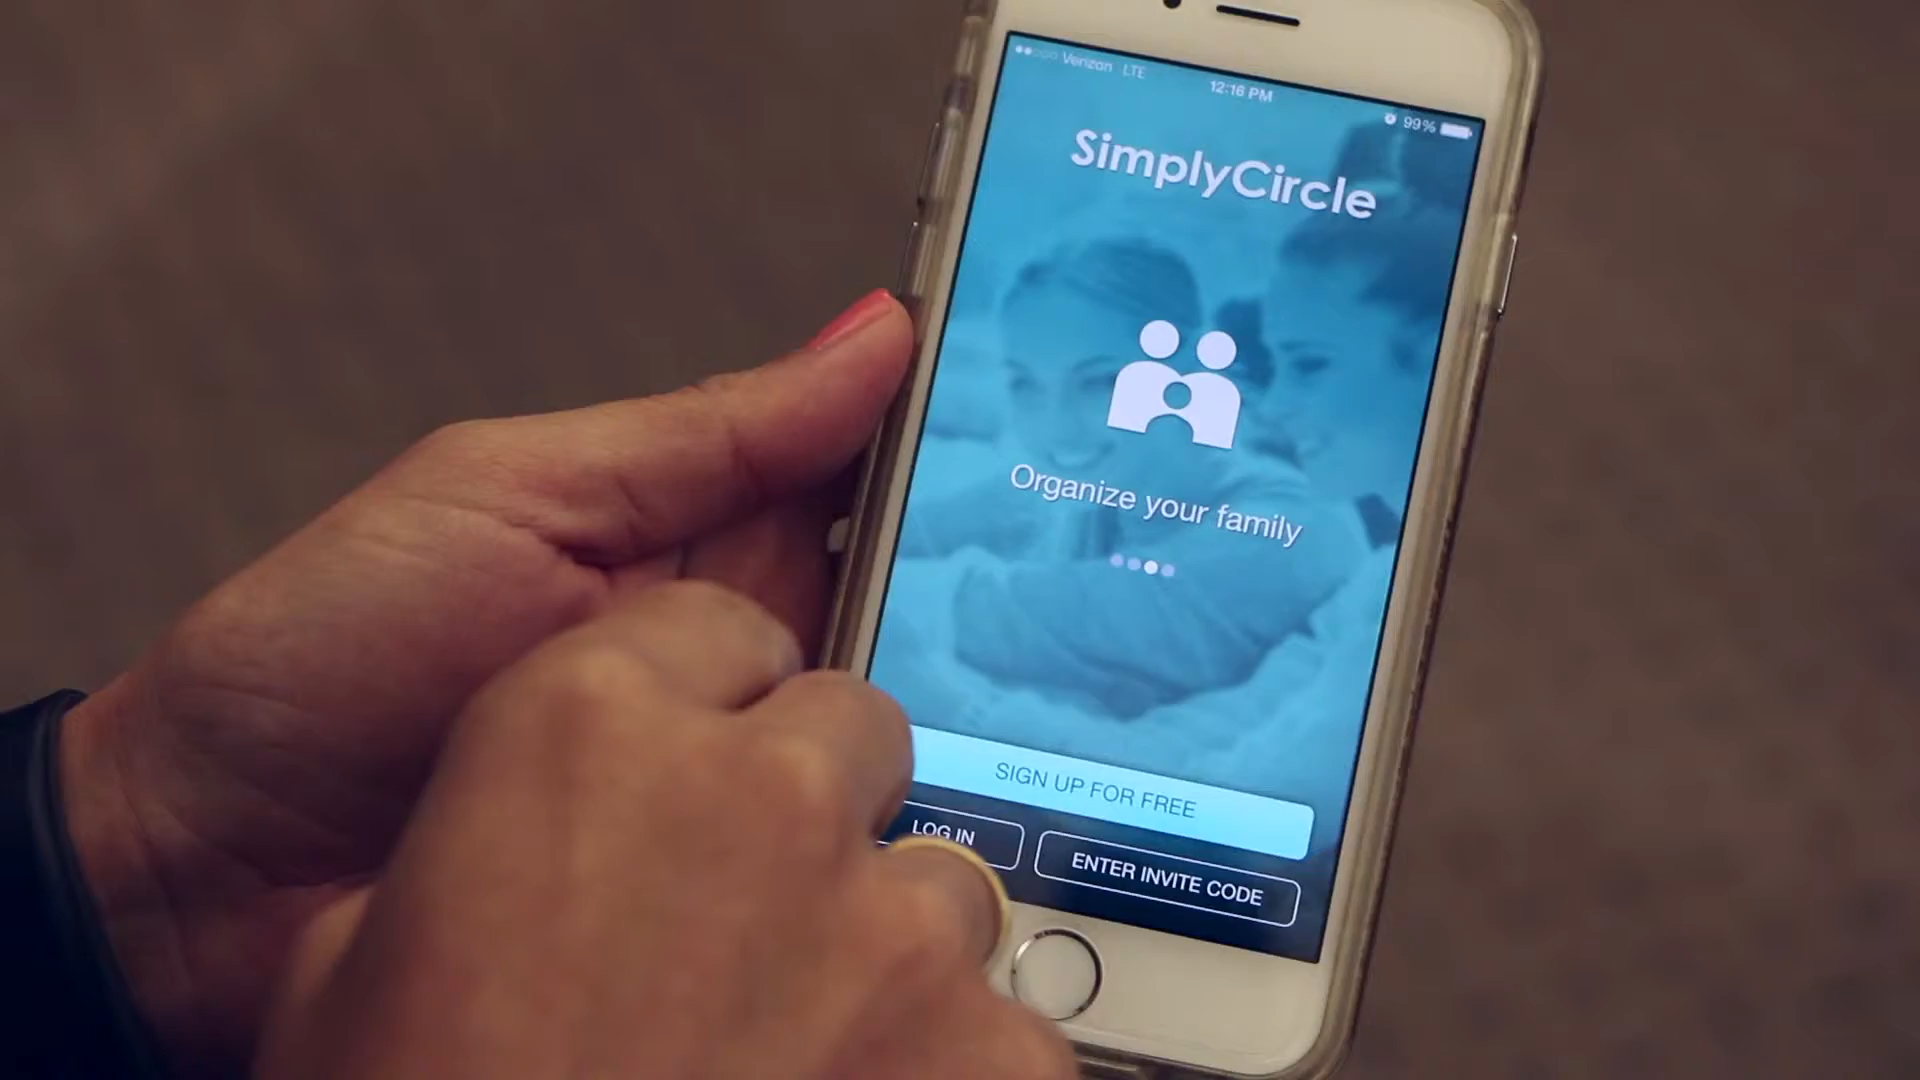 Verizon LTE
12:16 PM
99%
SimplyCircle
Organize your family
SIGN UP FOR FREE
LOG IN
ENTER INVITE CODE